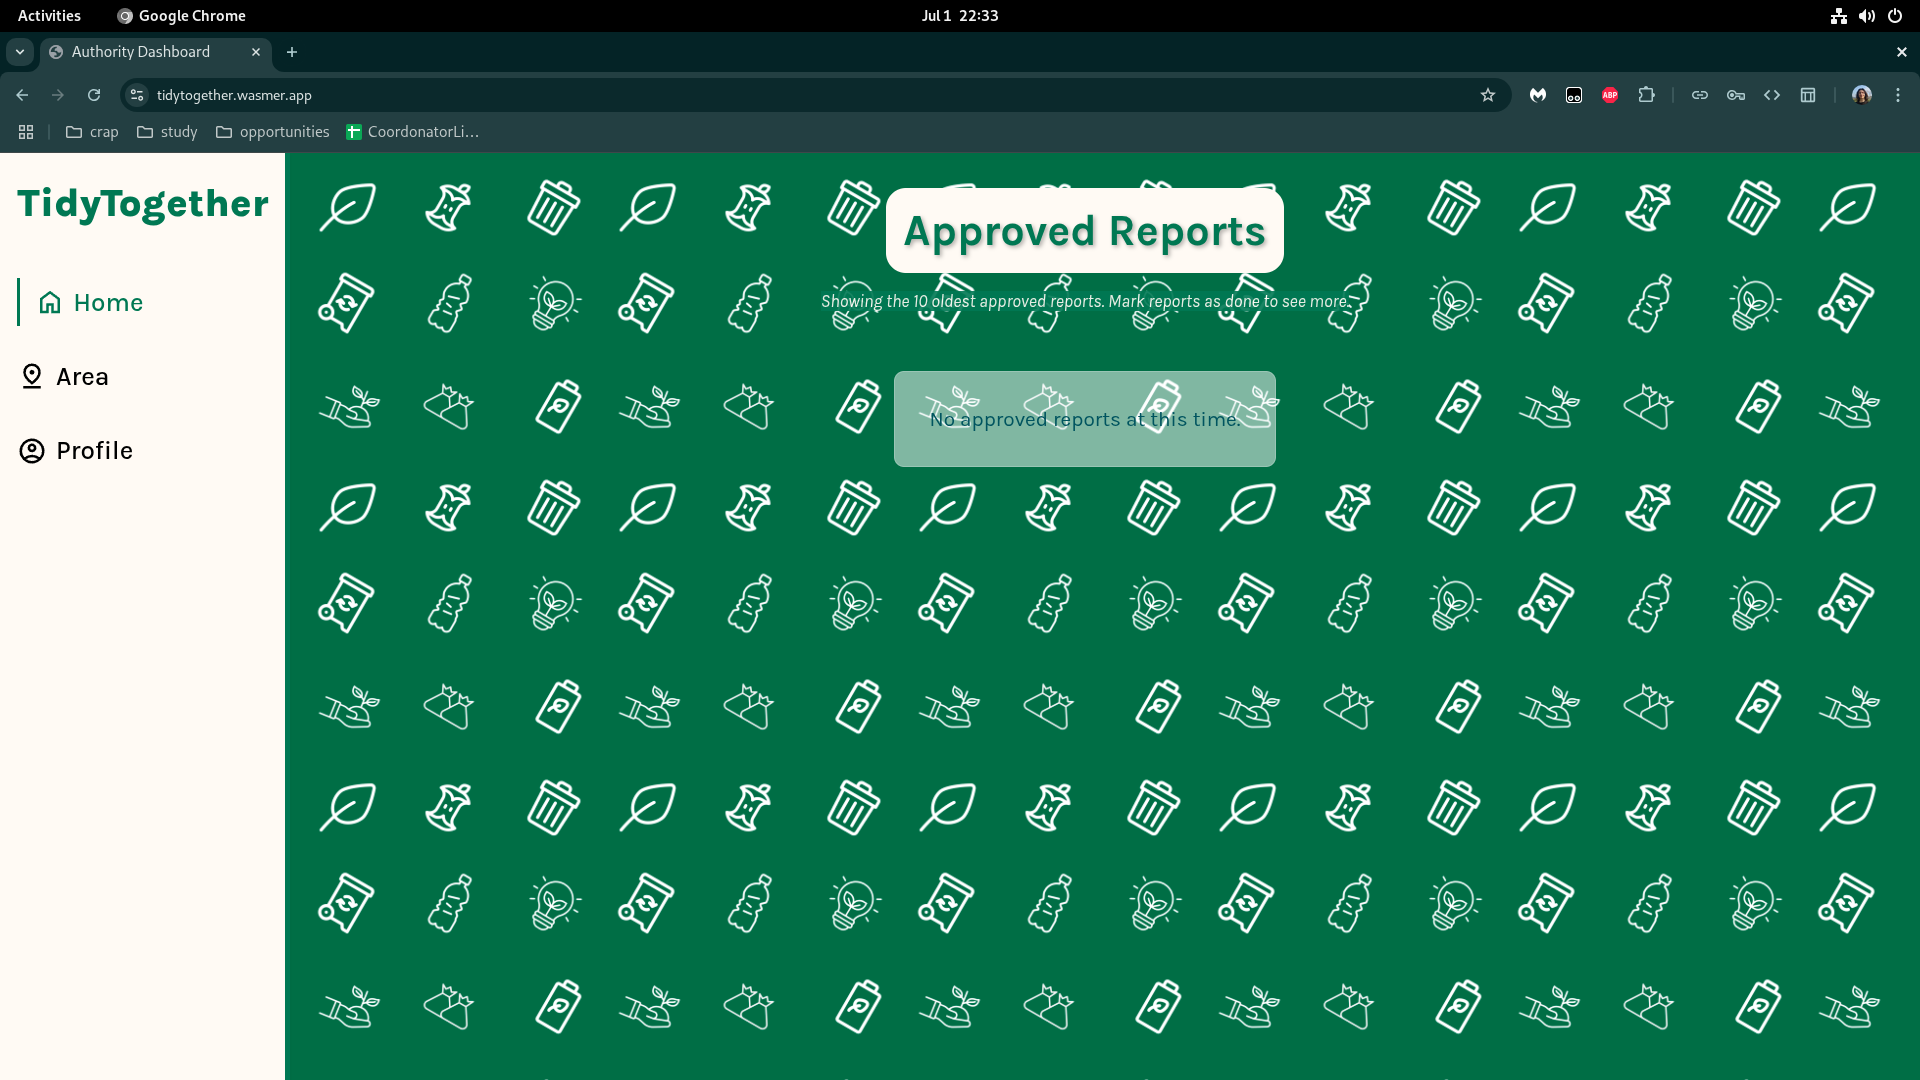 Activities
Google Chrome
Jul 1 22:33
Authority Dashboard
tidytogether.wasmer.app
ABP
crap
study
opportunities
CoordonatorLi...
TidyTogether
Home
Area
Profile
Approved Reports
Showing the 10 oldest approved reports. Mark reports as done to see more.
No approved reports at this time.